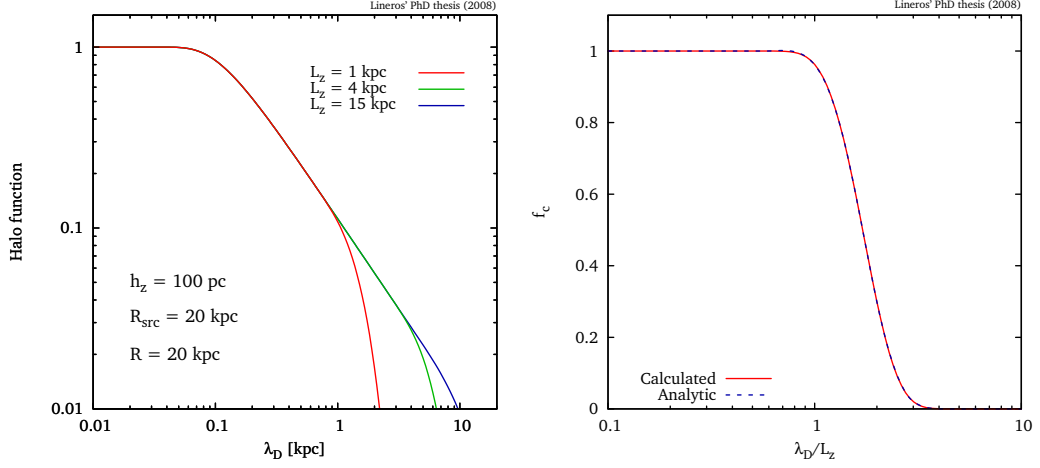 Lineros' PhD thesis (2008)
1
0.1
0.01
Halo function
L_z = 1 kpc
L_z = 4 kpc
L_z = 15 kpc
h_z = 100 pc
R_src = 20 kpc
R = 20 kpc
0.01 0.1 1 10
λ_D [kpc]
Lineros' PhD thesis (2008)
1
0.8
0.6
0.4
0.2
0
f_c
Calculated
Analytic
0.1 1 10
λ_D/L_z